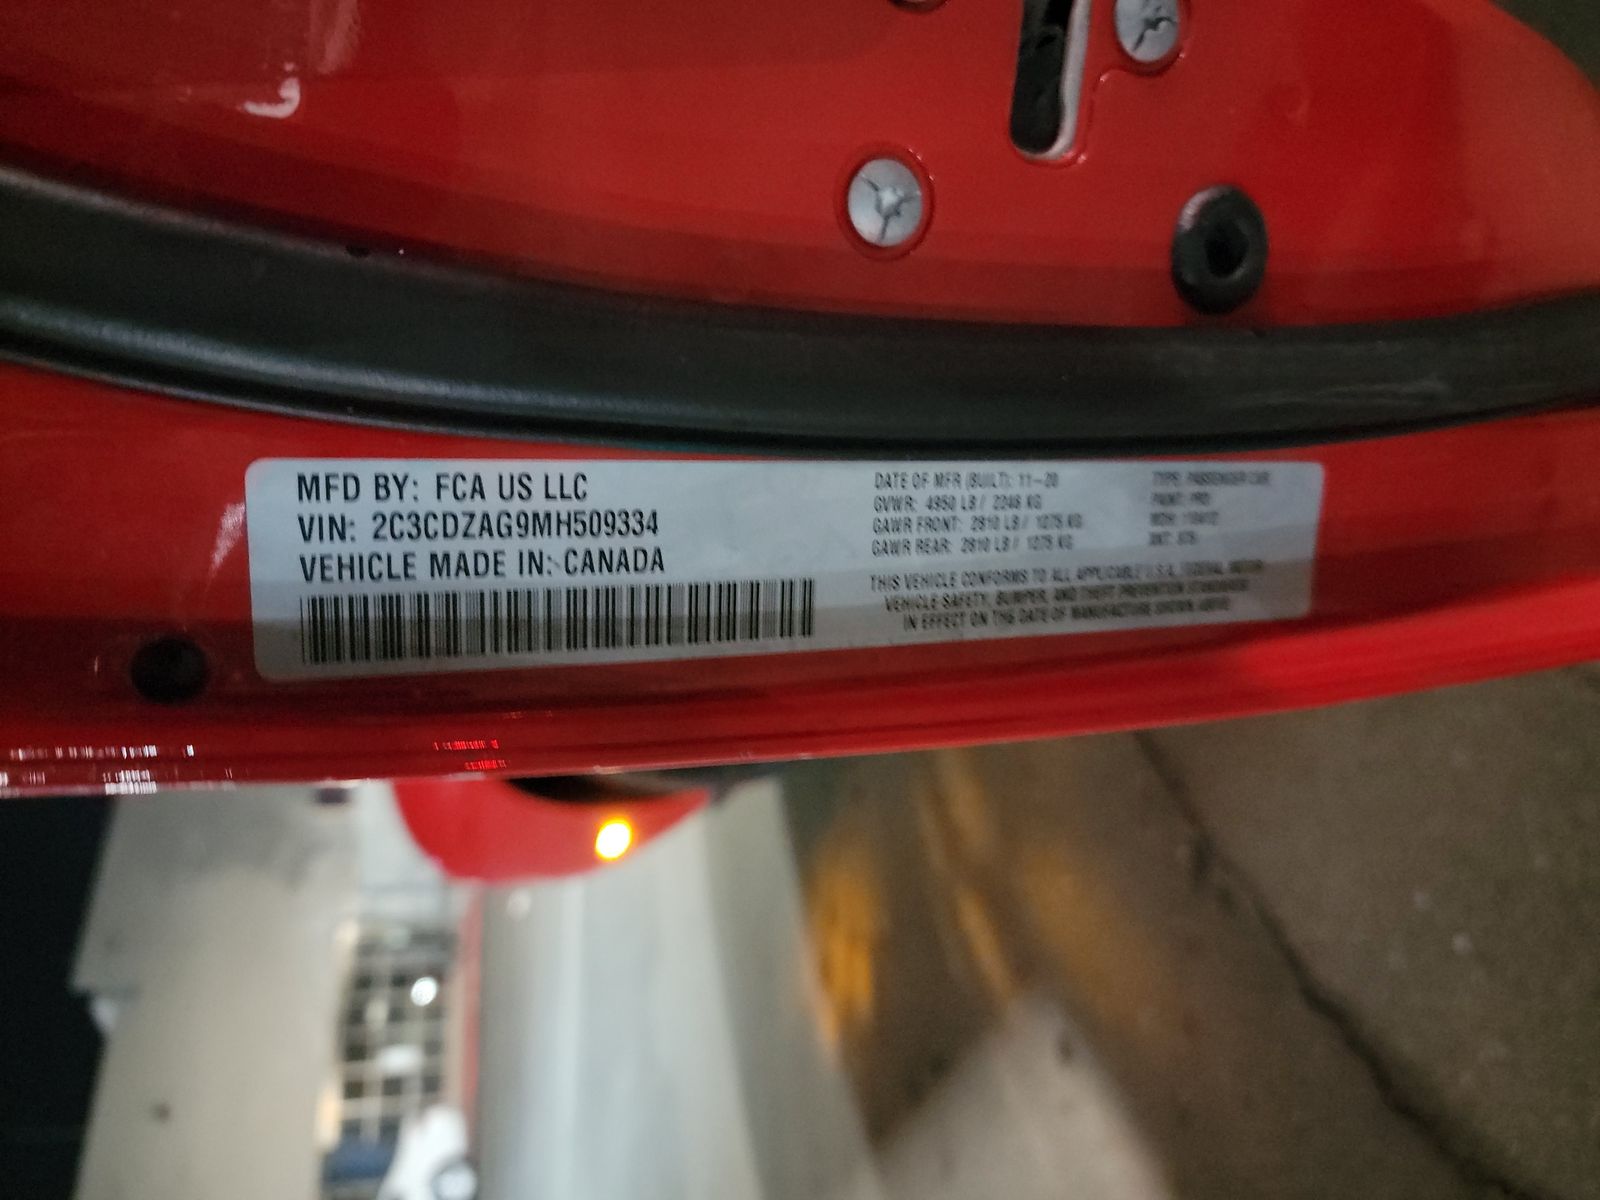 MFD BY: FCA US LLC
VIN: 2C3CDZAG9MH509334
VEHICLE MADE IN: CANADA
DATE OF MFR (BUILT): 11-20
GVWR: 4950 LB / 2246 KG
GAWR FRONT: 2810 LB / 1275 KG
GAWR REAR: 2810 LB / 1275 KG
TYPE: PASSENGER CAR
PAINT: PR3
THIS VEHICLE CONFORMS TO ALL APPLICABLE U.S.A. FEDERAL MOTOR
VEHICLE SAFETY, BUMPER, AND THEFT PREVENTION STANDARDS
IN EFFECT ON THE DATE OF MANUFACTURE SHOWN ABOVE